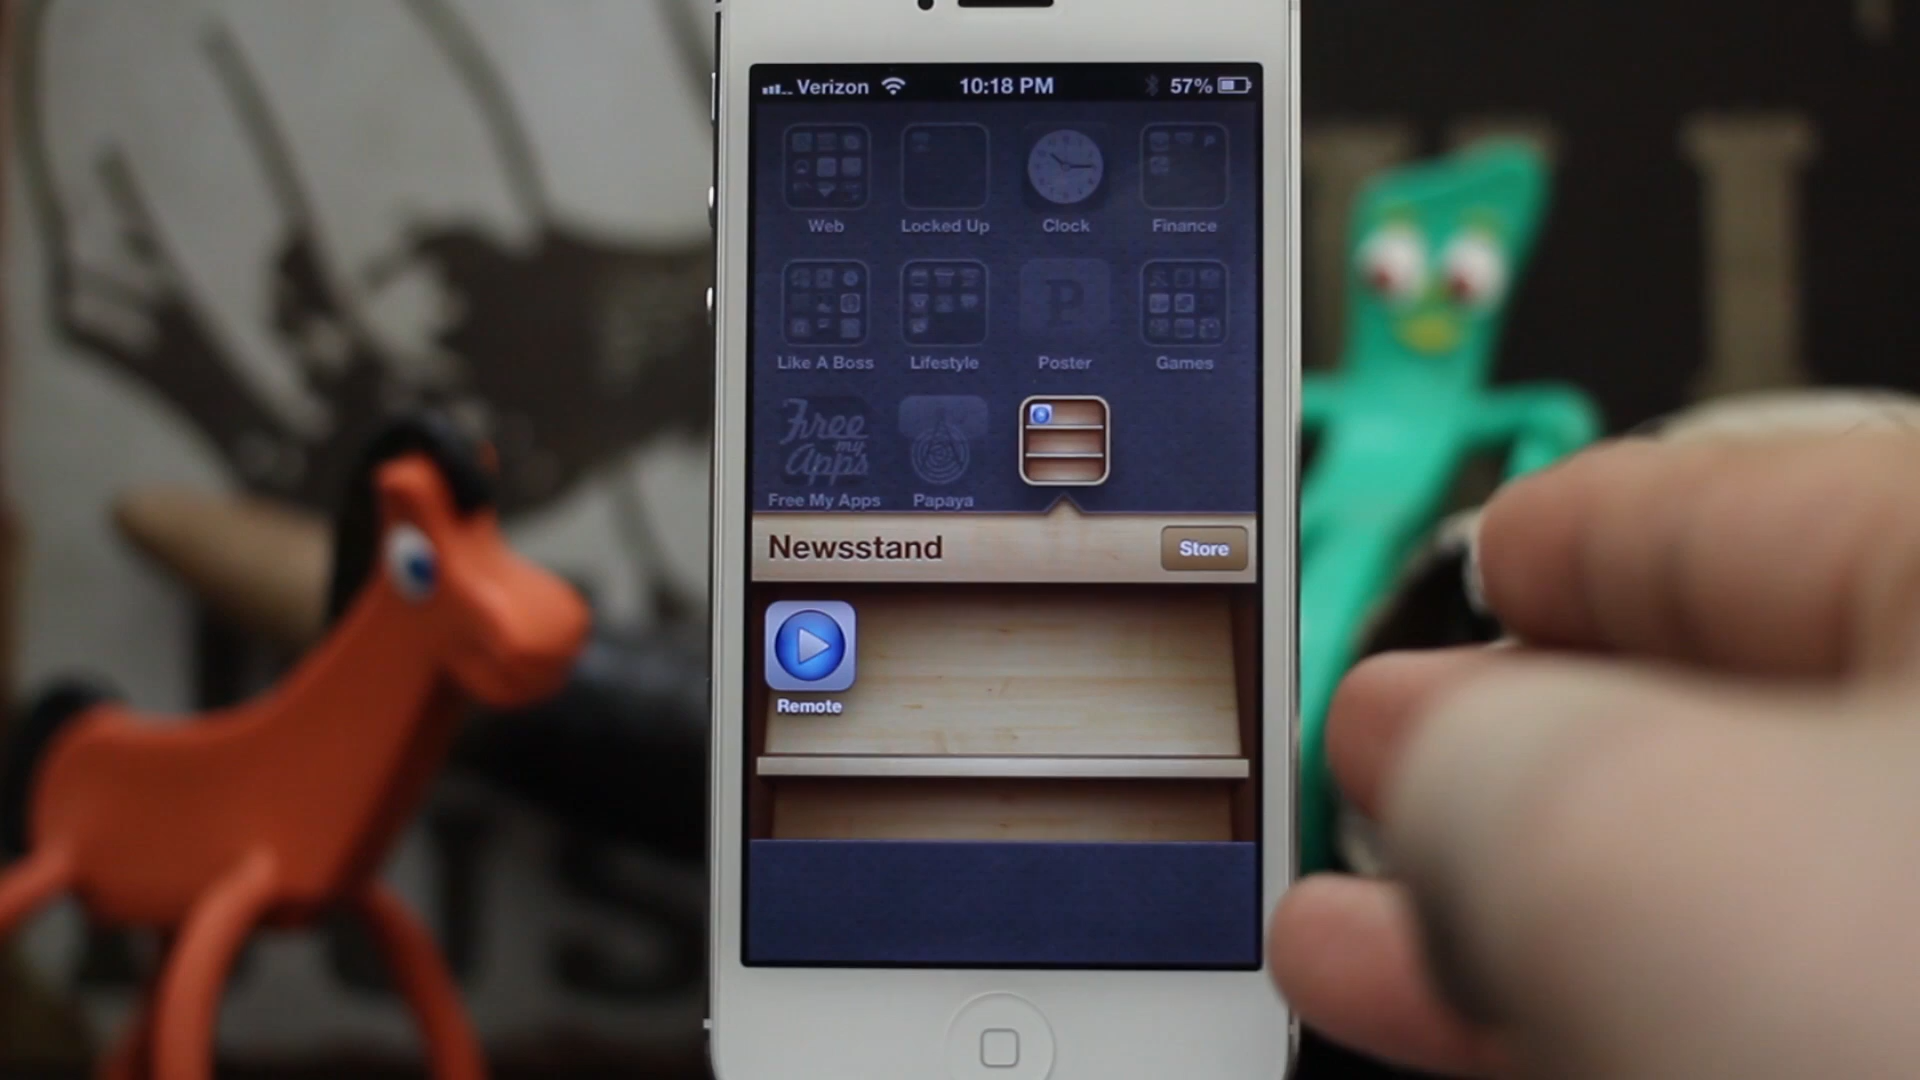 Verizon 10:18 PM 57%
Web Locked Up Clock Finance
P
Like A Boss Lifestyle Poster Games
Free
my
Apps
Free My Apps Papaya
Newsstand Store
Remote